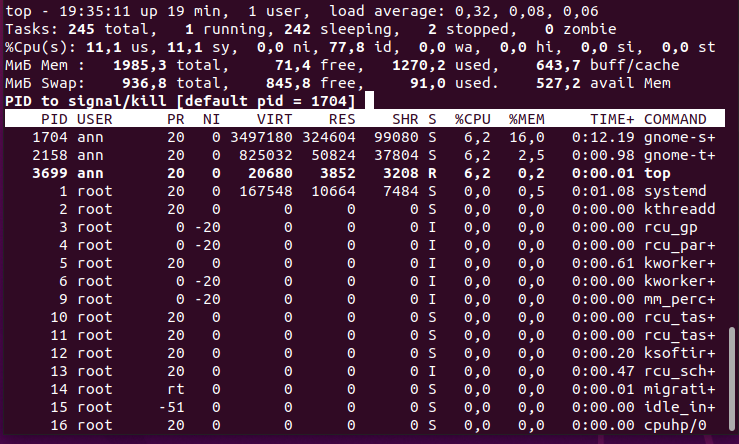 top - 19:35:11 up 19 min,  1 user,  load average: 0,32, 0,08, 0,06
Tasks: 245 total,   1 running, 242 sleeping,   2 stopped,   0 zombie
%Cpu(s): 11,1 us, 11,1 sy,  0,0 ni, 77,8 id,  0,0 wa,  0,0 hi,  0,0 si,  0,0 st
МиБ Mem :   1985,3 total,     71,4 free,   1270,2 used,    643,7 buff/cache
МиБ Swap:    936,8 total,    845,8 free,     91,0 used.    527,2 avail Mem
PID to signal/kill [default pid = 1704]
PID USER      PR  NI    VIRT    RES    SHR S  %CPU  %MEM     TIME+ COMMAND
1704 ann       20   0 3497180 324604  99080 S   6,2  16,0   0:12.19 gnome-s+
2158 ann       20   0  825032  50824  37804 S   6,2   2,5   0:00.98 gnome-t+
3699 ann       20   0   20680   3852   3208 R   6,2   0,2   0:00.01 top
1 root      20   0  167548  10664   7484 S   0,0   0,5   0:01.08 systemd
2 root      20   0       0      0      0 S   0,0   0,0   0:00.00 kthreadd
3 root       0 -20       0      0      0 I   0,0   0,0   0:00.00 rcu_gp
4 root       0 -20       0      0      0 I   0,0   0,0   0:00.00 rcu_par+
5 root      20   0       0      0      0 I   0,0   0,0   0:00.61 kworker+
6 root       0 -20       0      0      0 I   0,0   0,0   0:00.00 kworker+
9 root       0 -20       0      0      0 I   0,0   0,0   0:00.00 mm_perc+
10 root      20   0       0      0      0 S   0,0   0,0   0:00.00 rcu_tas+
11 root      20   0       0      0      0 S   0,0   0,0   0:00.00 rcu_tas+
12 root      20   0       0      0      0 S   0,0   0,0   0:00.20 ksoftir+
13 root      20   0       0      0      0 I   0,0   0,0   0:00.47 rcu_sch+
14 root      rt   0       0      0      0 S   0,0   0,0   0:00.01 migrati+
15 root     -51   0       0      0      0 S   0,0   0,0   0:00.00 idle_in+
16 root      20   0       0      0      0 S   0,0   0,0   0:00.00 cpuhp/0